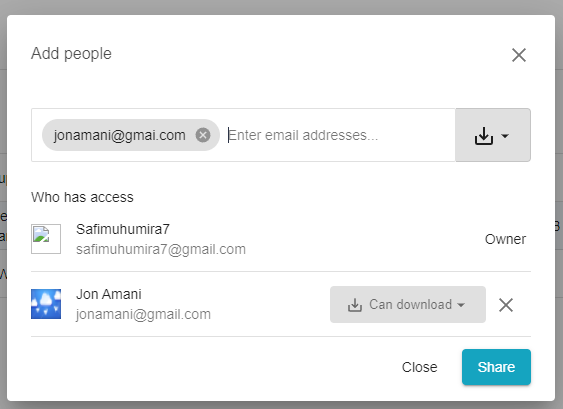 Add people
jonamani@gmai.com Enter email addresses...
Who has access
Safimuhumira7
safimuhumira7@gmail.com
Owner
Jon Amani
jonamani@gmail.com
Can download
Close Share